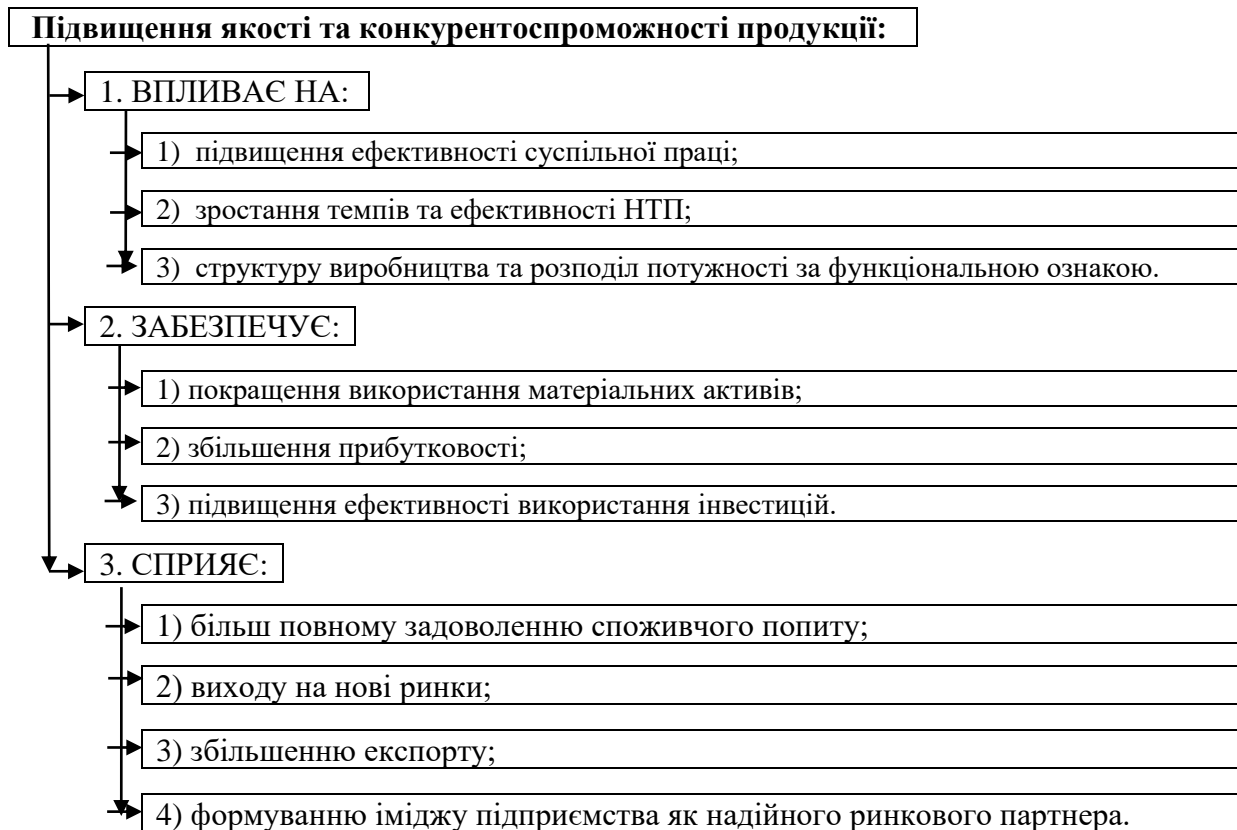 Підвищення якості та конкурентоспроможності продукції:
1. ВПЛИВАЄ НА:
1) підвищення ефективності суспільної праці;
2) зростання темпів та ефективності НТП;
3) структуру виробництва та розподіл потужності за функціональною ознакою.
2. ЗАБЕЗПЕЧУЄ:
1) покращення використання матеріальних активів;
2) збільшення прибутковості;
3) підвищення ефективності використання інвестицій.
3. СПРИЯЄ:
1) більш повному задоволенню споживчого попиту;
2) виходу на нові ринки;
3) збільшенню експорту;
4) формуванню іміджу підприємства як надійного ринкового партнера.